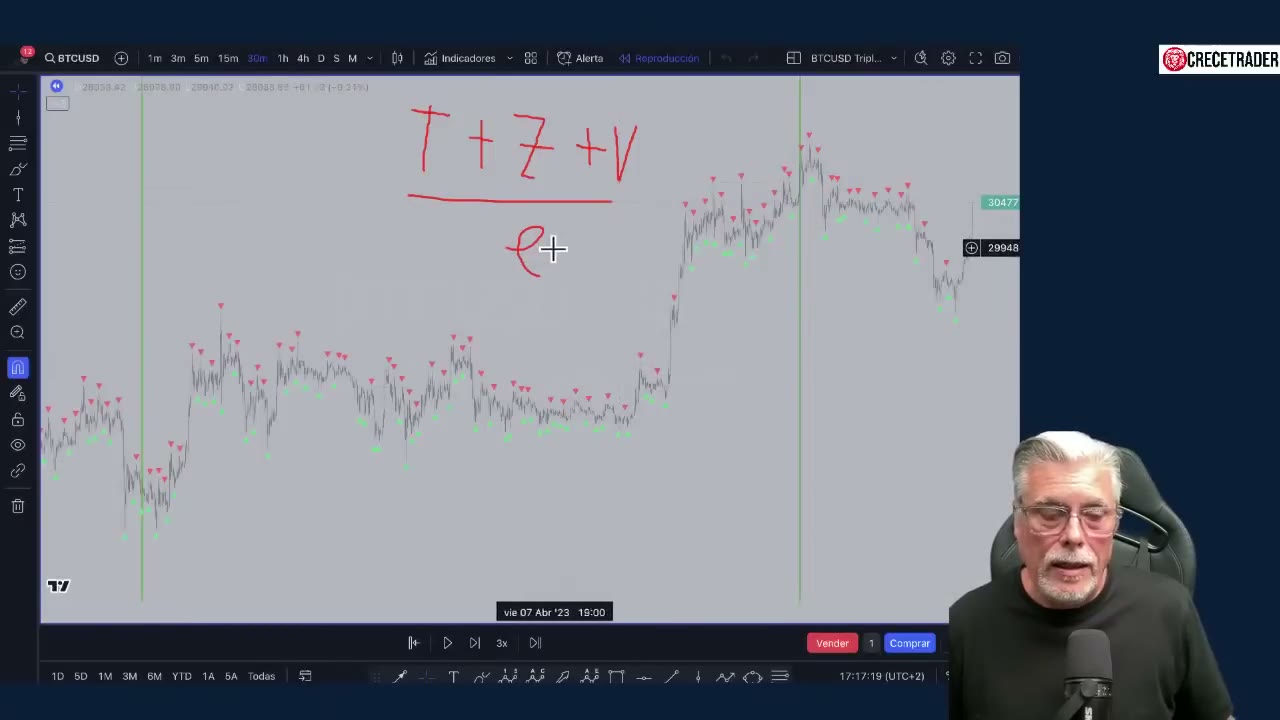 12
BTCUSD
1m 3m 5m 15m 30m 1h 4h D S M
Indicadores
Alerta
Reproducción
BTCUSD Tripl...
CRECETRADER
T + Z + V
e
30477
29948
vie 07 Abr '23 19:00
3x
Vender 1 Comprar
1D 5D 1M 3M 6M YTD 1A 5A Todas
17:17:19 (UTC+2)